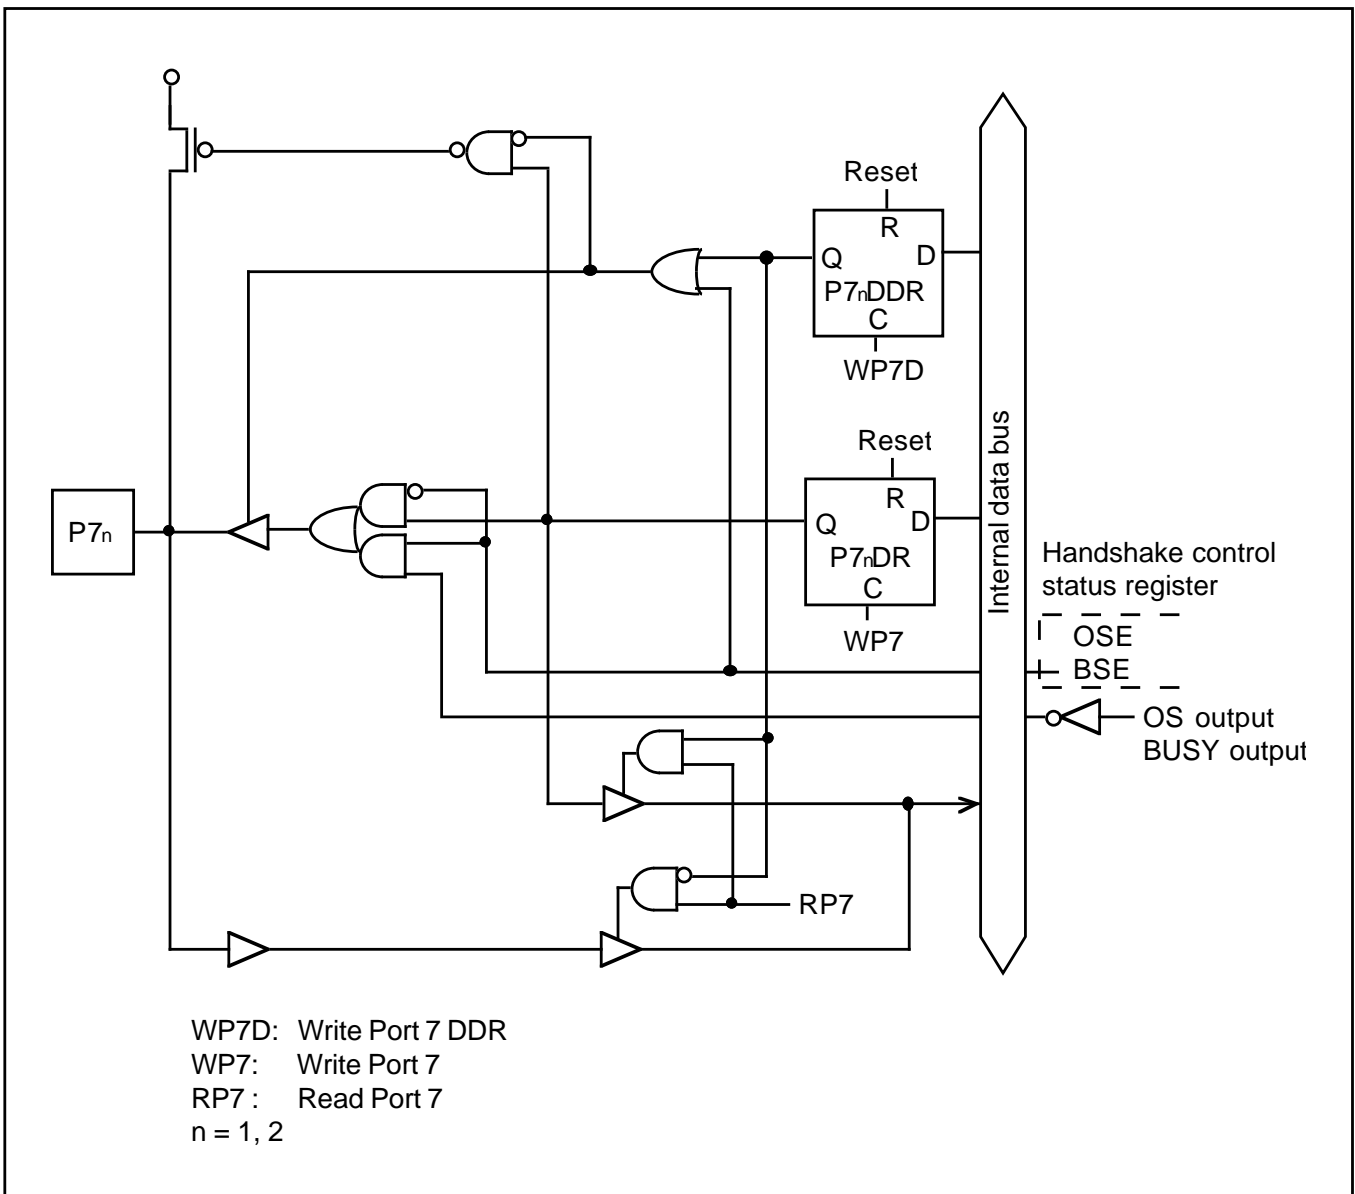 Reset
R
Q
D
P7nDDR
C
WP7D
Reset
R
Q
D
P7nDR
C
WP7
P7n
Internal data bus
Handshake control
status register
OSE
BSE
OS output
BUSY output
RP7
WP7D: Write Port 7 DDR
WP7: Write Port 7
RP7 : Read Port 7
n = 1, 2